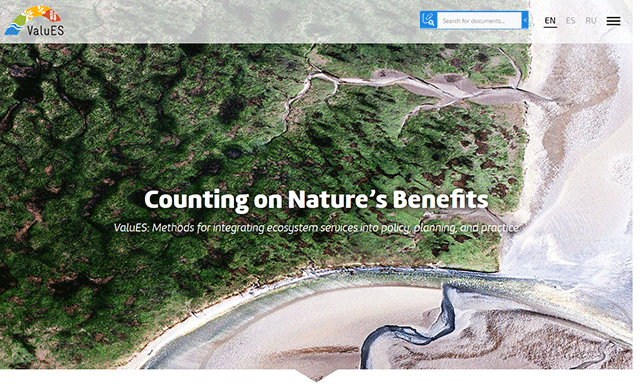 ValuES
Search for documents...
EN ES RU
Counting on Nature's Benefits
ValuES: Methods for integrating ecosystem services into policy, planning, and practice